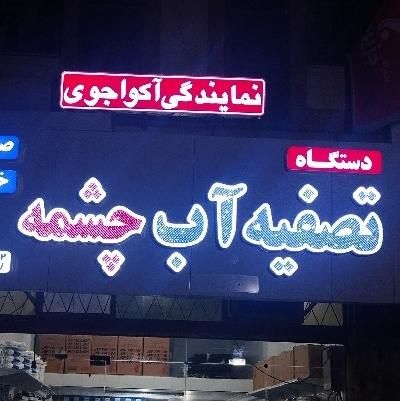 نمایندگی آکواجوی
دستگاه
تصفیه آب چشمه